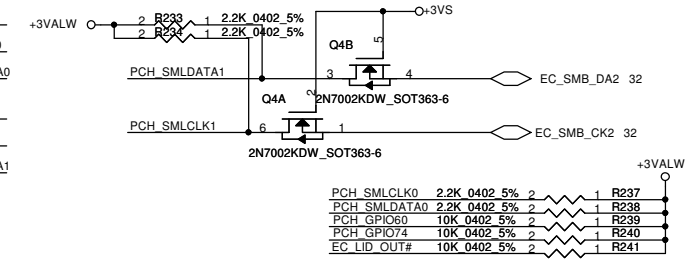 +3VALW
2 R233 1 2.2K_0402_5%
2 R234 1 2.2K_0402_5%
+3VS
Q4B
5
PCH_SMLDATA1
3
4
EC_SMB_DA2 32
2N7002KDW_SOT363-6
Q4A
2
PCH_SMLCLK1
6
1
EC_SMB_CK2 32
2N7002KDW_SOT363-6
+3VALW
PCH_SMLCLK0 2.2K_0402_5% 2 1 R237
PCH_SMLDATA0 2.2K_0402_5% 2 1 R238
PCH_GPIO60 10K_0402_5% 2 1 R239
PCH_GPIO74 10K_0402_5% 2 1 R240
EC_LID_OUT# 10K_0402_5% 2 1 R241